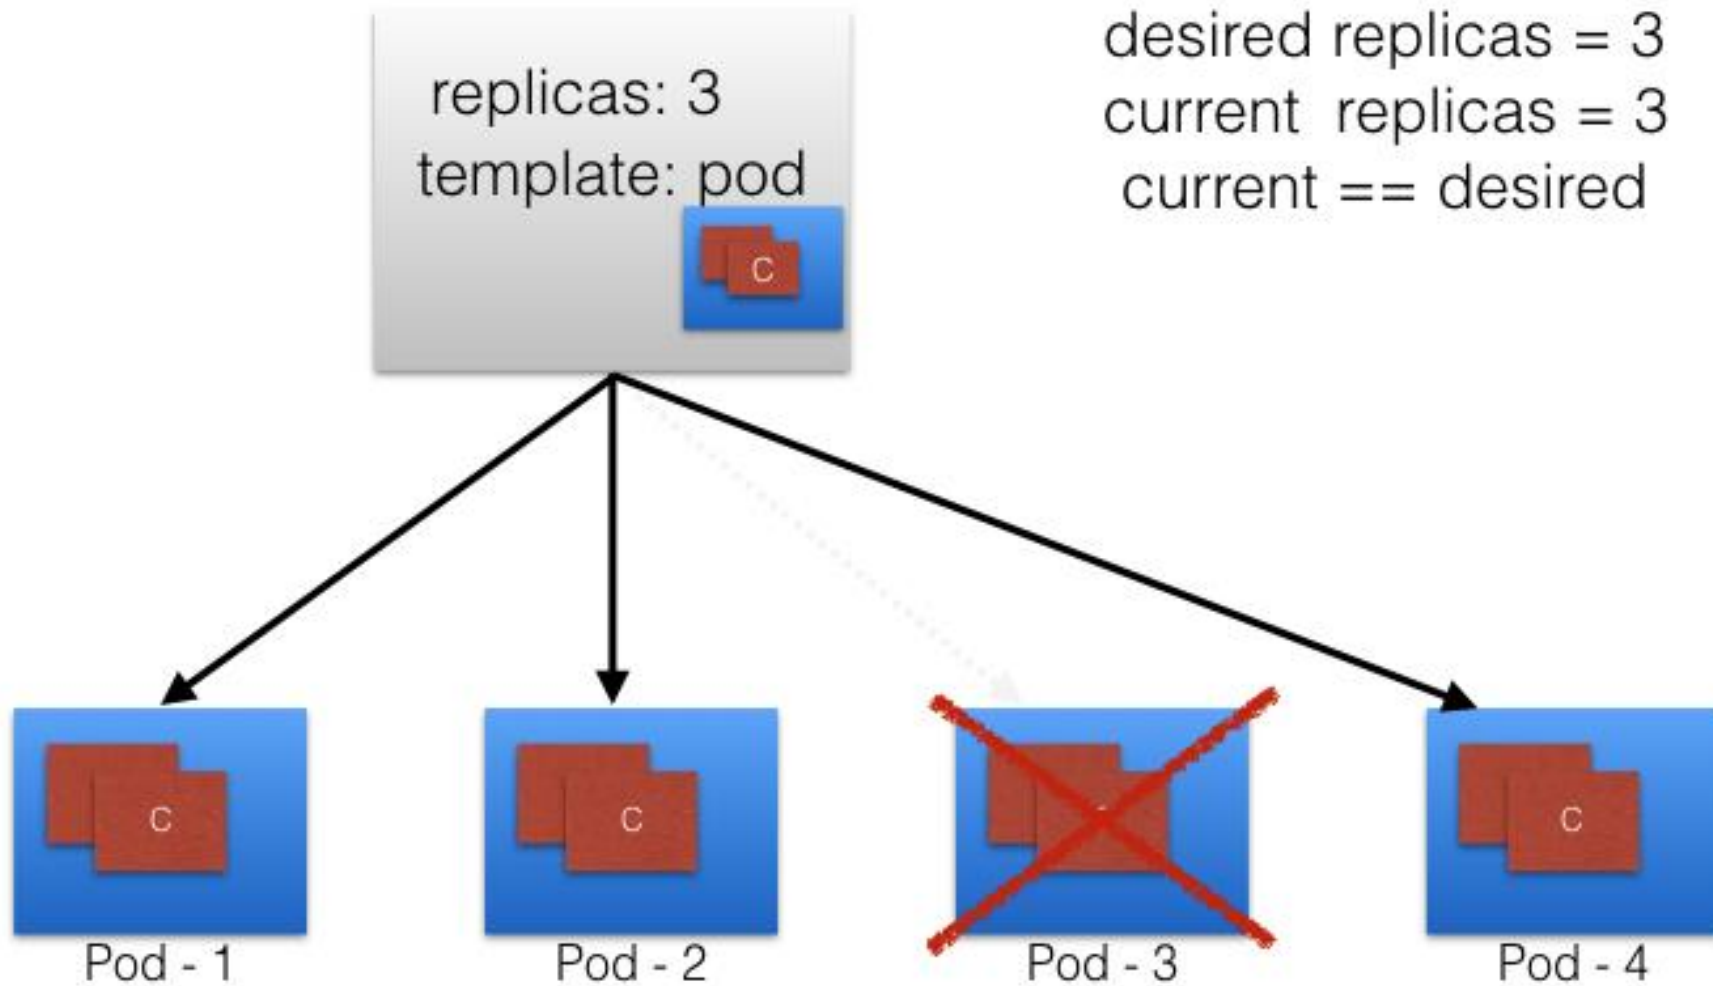 replicas: 3
template: pod
C
desired replicas = 3
current replicas = 3
current == desired
C
C
C
Pod - 1
Pod - 2
Pod - 3
Pod - 4